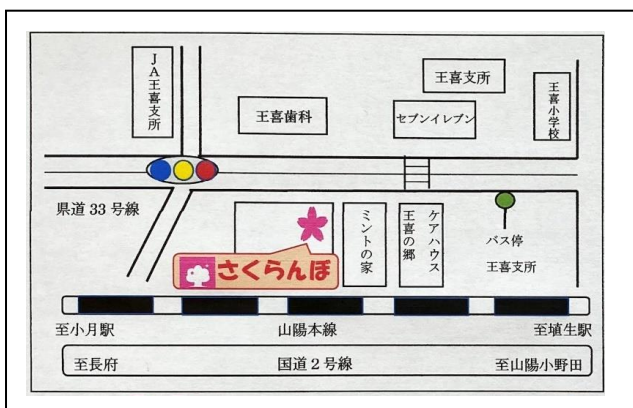 JA王喜支所
王喜歯科
王喜支所
セブンイレブン
王喜小学校
県道33号線
さくらんぼ
ミントの家
ケアハウス
王喜の郷
バス停
王喜支所
至小月駅
山陽本線
至埴生駅
至長府
国道2号線
至山陽小野田